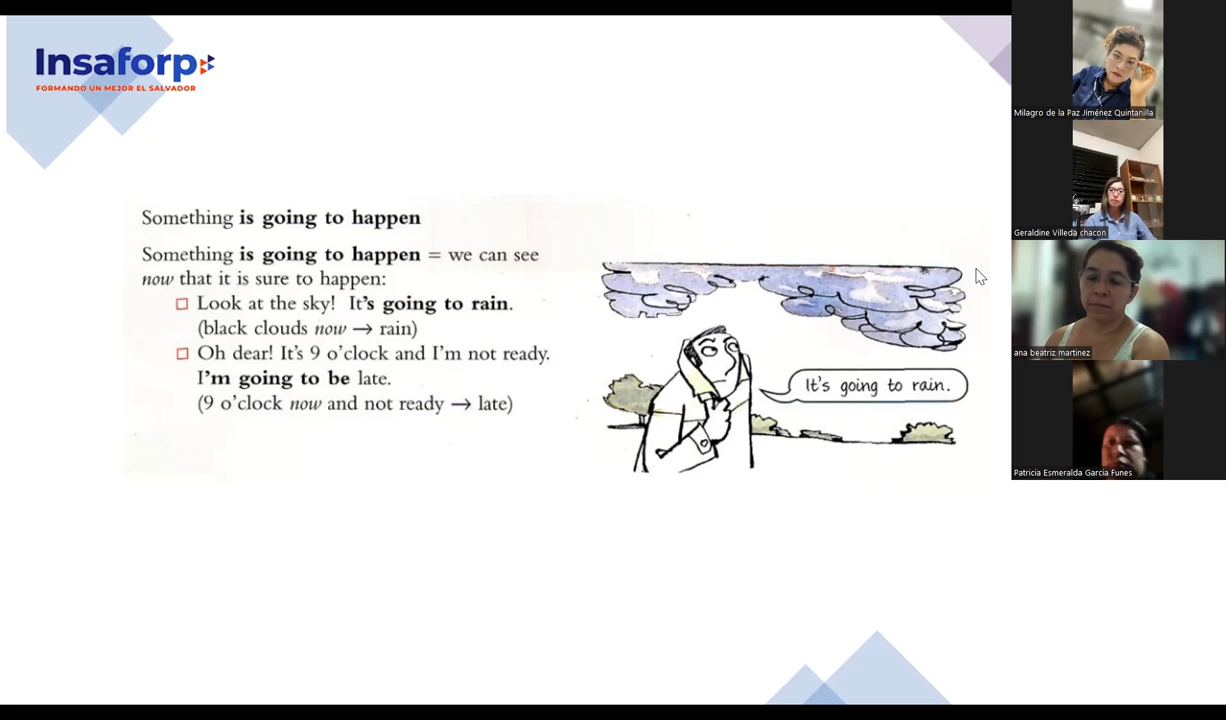 Insaforp
FORMANDO UN MEJOR EL SALVADOR
Something is going to happen
Something is going to happen = we can see
now that it is sure to happen:
Look at the sky! It's going to rain.
(black clouds now → rain)
Oh dear! It's 9 o'clock and I'm not ready.
I'm going to be late.
(9 o'clock now and not ready → late)
It's going to rain.
Milagro de la Paz Jiménez Quintanilla
Geraldine Villeda chacon
ana beatriz martinez
Patricia Esmeralda Garcia Funes